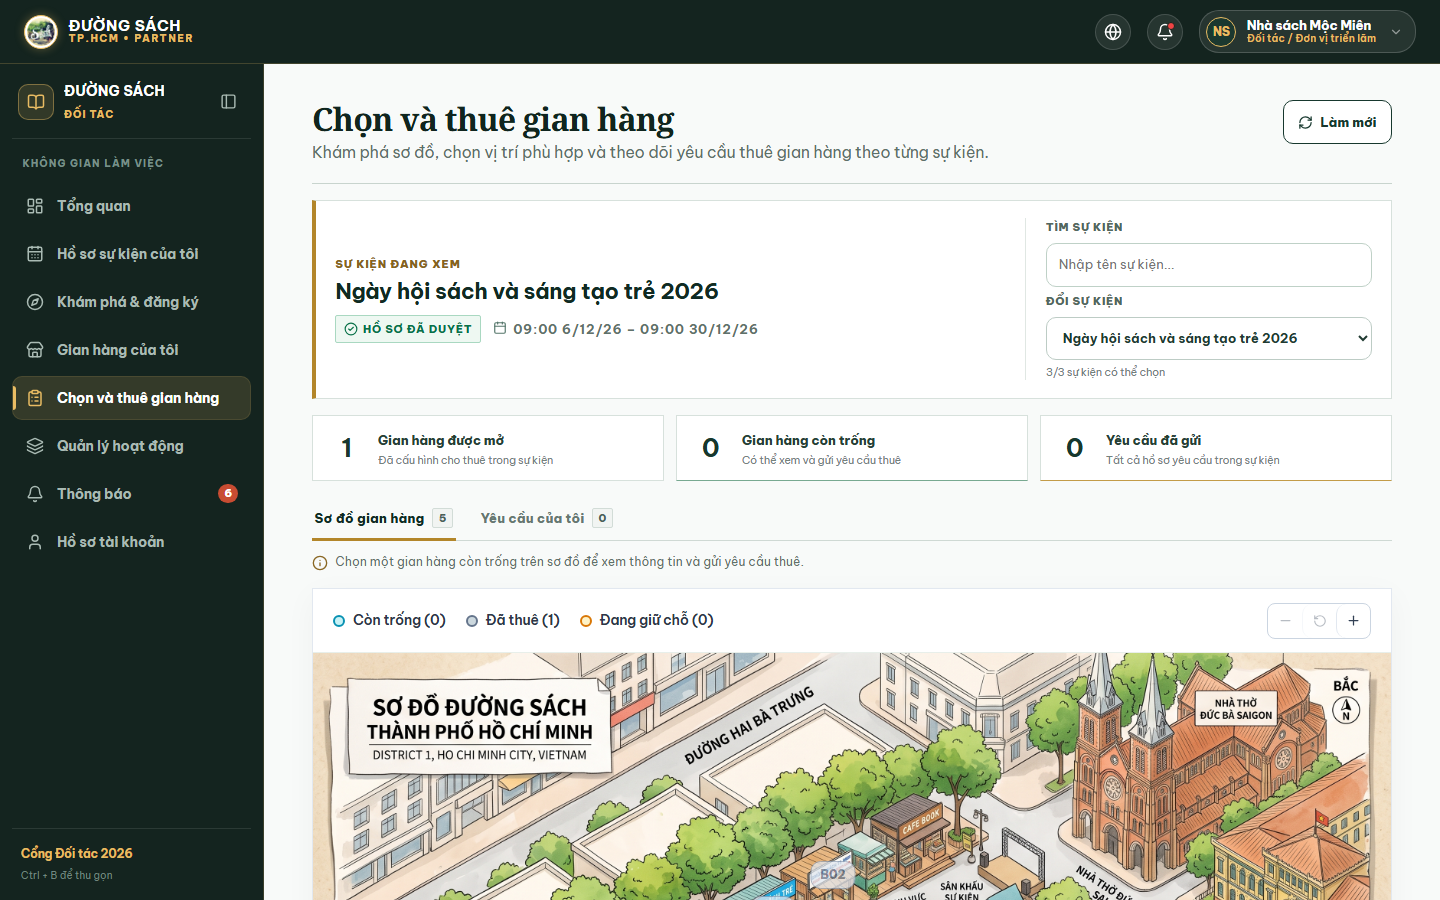 ĐƯỜNG SÁCH
TP.HCM • PARTNER
NS
Nhà sách Mộc Miên
Đối tác / Đơn vị triển lãm
ĐƯỜNG SÁCH
ĐỐI TÁC
KHÔNG GIAN LÀM VIỆC
Tổng quan
Hồ sơ sự kiện của tôi
Khám phá & đăng ký
Gian hàng của tôi
Chọn và thuê gian hàng
Quản lý hoạt động
Thông báo
6
Hồ sơ tài khoản
Cổng Đối tác 2026
Ctrl + B để thu gọn
Chọn và thuê gian hàng
Khám phá sơ đồ, chọn vị trí phù hợp và theo dõi yêu cầu thuê gian hàng theo từng sự kiện.
Làm mới
SỰ KIỆN ĐANG XEM
Ngày hội sách và sáng tạo trẻ 2026
HỒ SƠ ĐÃ DUYỆT
09:00 6/12/26 – 09:00 30/12/26
TÌM SỰ KIỆN
Nhập tên sự kiện...
ĐỔI SỰ KIỆN
Ngày hội sách và sáng tạo trẻ 2026
3/3 sự kiện có thể chọn
1
Gian hàng được mở
Đã cấu hình cho thuê trong sự kiện
0
Gian hàng còn trống
Có thể xem và gửi yêu cầu thuê
0
Yêu cầu đã gửi
Tất cả hồ sơ yêu cầu trong sự kiện
Sơ đồ gian hàng 5
Yêu cầu của tôi 0
Chọn một gian hàng còn trống trên sơ đồ để xem thông tin và gửi yêu cầu thuê.
Còn trống (0)
Đã thuê (1)
Đang giữ chỗ (0)
SƠ ĐỒ ĐƯỜNG SÁCH
THÀNH PHỐ HỒ CHÍ MINH
DISTRICT 1, HO CHI MINH CITY, VIETNAM
ĐƯỜNG HAI BÀ TRƯNG
NHÀ THỜ
ĐỨC BÀ SAIGON
BẮC
N
CAFE BOOK
B02
SÂN KHẤU
SỰ KIỆN
NHÀ THỜ